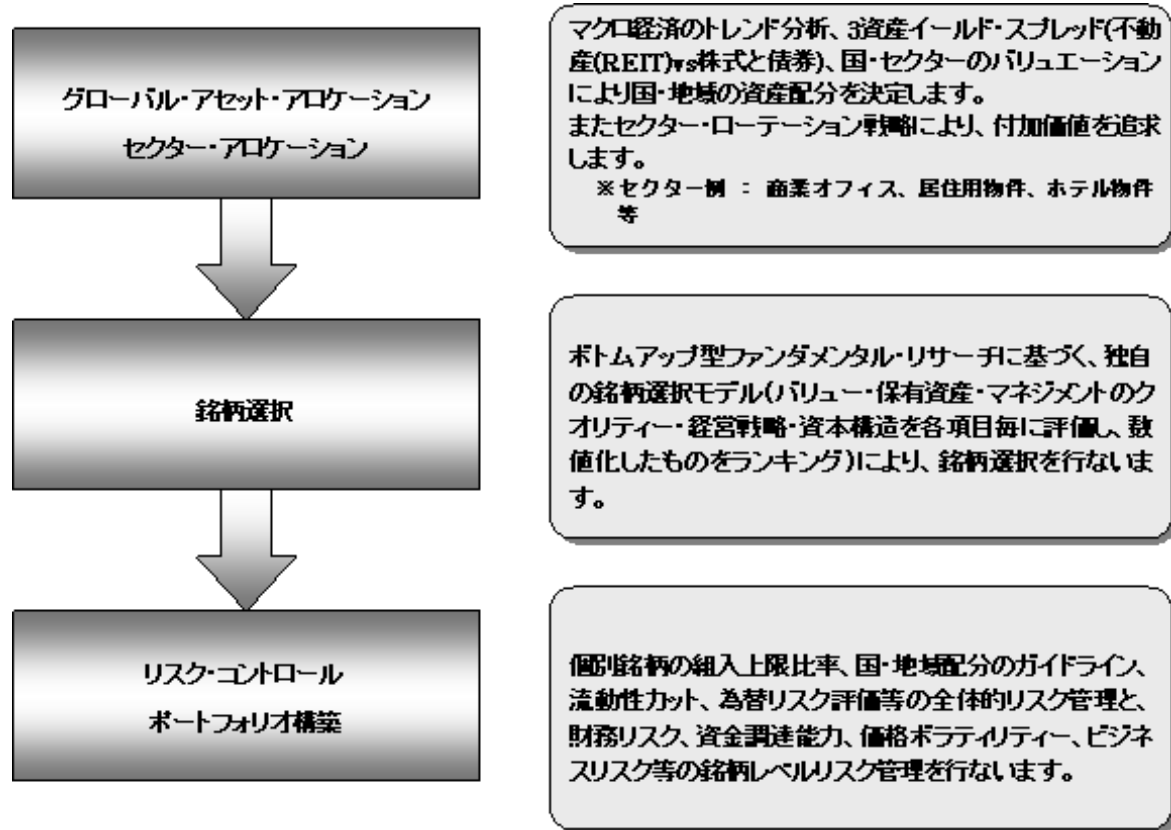 グローバル・アセット・アロケーション
セクター・アロケーション
マクロ経済のトレンド分析、3資産イールド・スプレッド(不動
産(REIT)vs株式と債券)、国・セクターのバリュエーション
により国・地域の資産配分を決定します。
またセクター・ローテーション戦略により、付加価値を追求
します。
※セクター例 : 商業オフィス、居住用物件、ホテル物件
等
銘柄選択
ボトムアップ型ファンダメンタル・リサーチに基づく、独自
の銘柄選択モデル(バリュー・保有資産・マネジメントのク
オリティー・経営戦略・資本構造を各項目毎に評価し、数
値化したものをランキング)により、銘柄選択を行ないま
す。
リスク・コントロール
ポートフォリオ構築
個別銘柄の組入上限比率、国・地域配分のガイドライン、
流動性カット、為替リスク評価等の全体的リスク管理と、
財務リスク、資金調達能力、価格ボラティリティー、ビジネ
スリスク等の銘柄レベルリスク管理を行ないます。